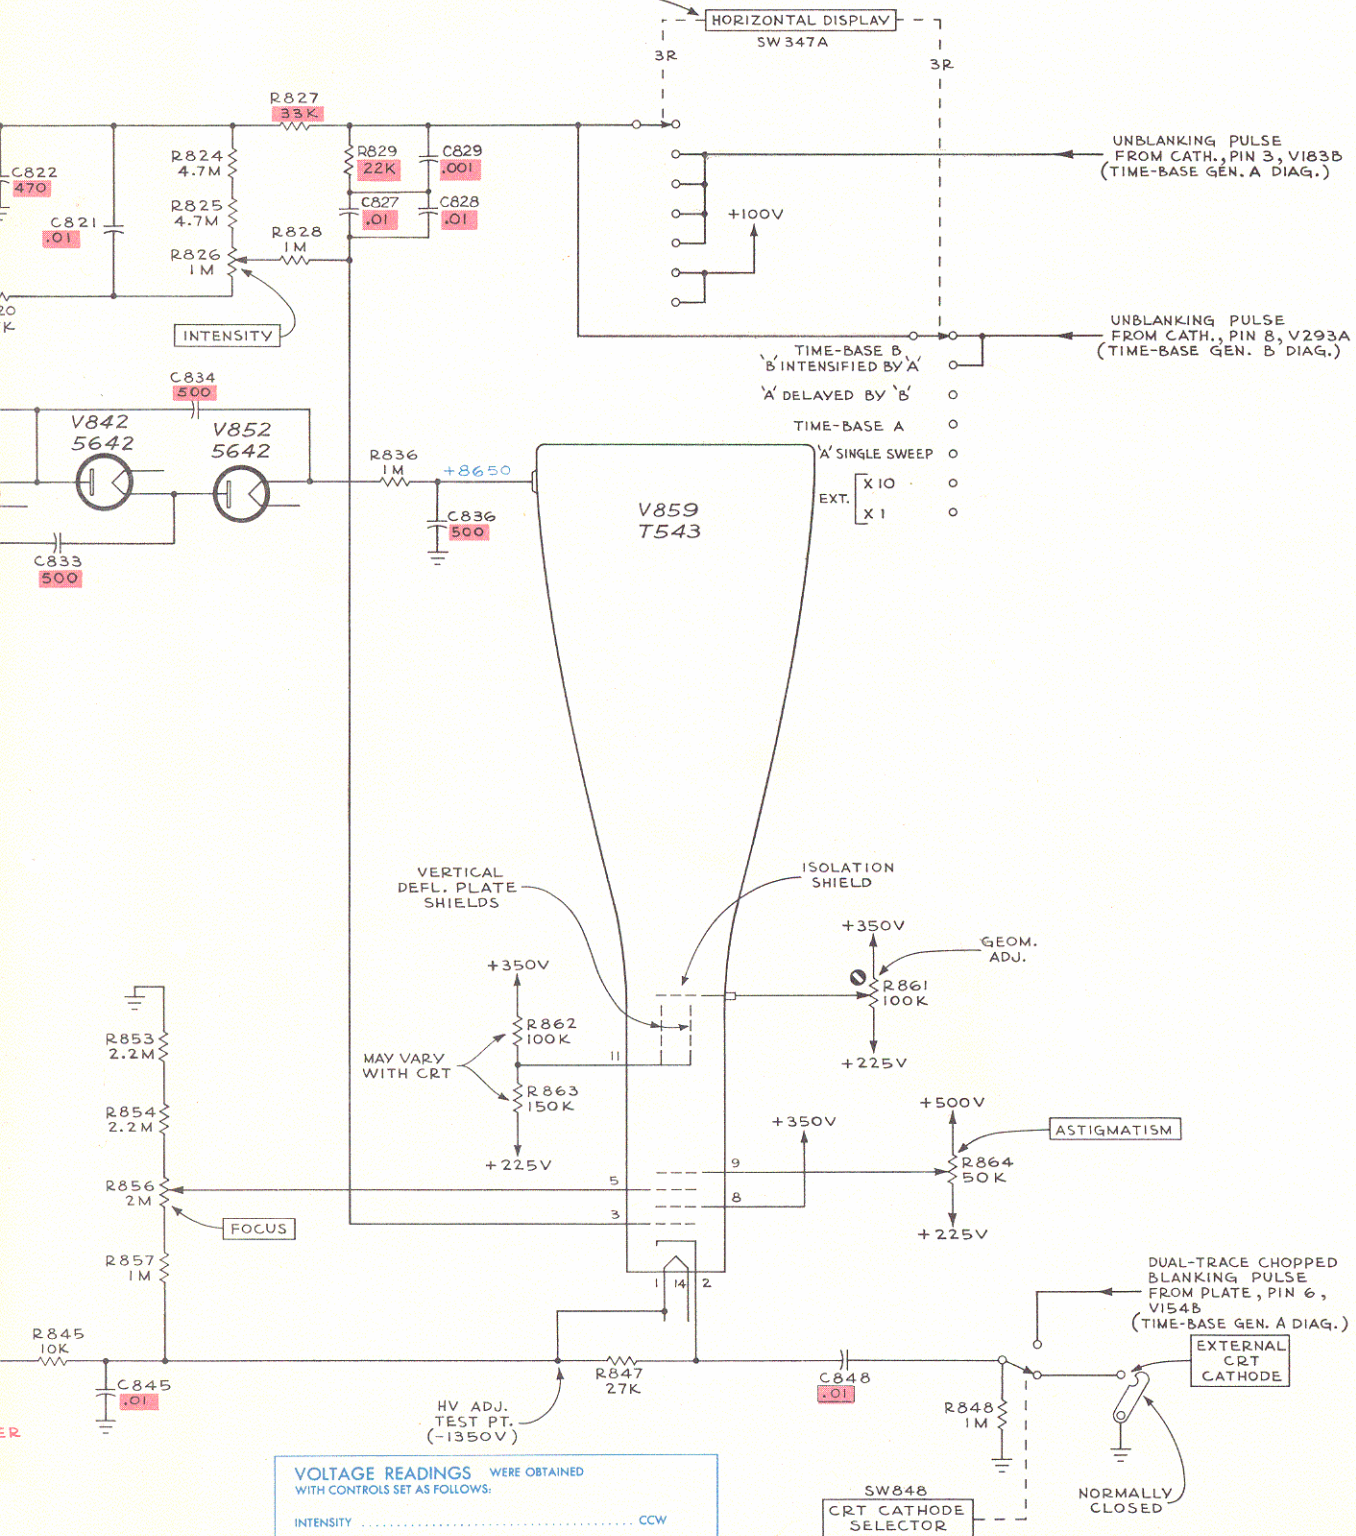 HORIZONTAL DISPLAY
SW347A
3R
3R
R827
33K
R829
22K
C829
.001
C827
.01
C828
.01
R824
4.7M
R825
4.7M
R826
1M
R828
1M
C822
470
C821
.01
INTENSITY
+100V
UNBLANKING PULSE
FROM CATH., PIN 3, V183B
(TIME-BASE GEN. A DIAG.)
UNBLANKING PULSE
FROM CATH., PIN 8, V293A
(TIME-BASE GEN. B DIAG.)
TIME-BASE B
'B' INTENSIFIED BY 'A'
'A' DELAYED BY 'B'
TIME-BASE A
'A' SINGLE SWEEP
EXT.
X 10
X 1
20
K
C834
500
V842
5642
V852
5642
R836
1M
+8650
C836
500
C833
500
V859
T543
VERTICAL
DEFL. PLATE
SHIELDS
ISOLATION
SHIELD
+350V
GEOM.
ADJ.
R861
100K
+225V
+350V
R862
100K
MAY VARY
WITH CRT
R863
150K
+225V
11
R853
2.2M
R854
2.2M
R856
2M
FOCUS
R857
1M
+500V
ASTIGMATISM
R864
50K
+225V
+350V
9
5
8
3
1
14
2
DUAL-TRACE CHOPPED
BLANKING PULSE
FROM PLATE, PIN 6,
V154B
(TIME-BASE GEN. A DIAG.)
EXTERNAL
CRT
CATHODE
R845
10K
C845
.01
R847
27K
C848
.01
R848
1M
HV ADJ.
TEST PT.
(-1350V)
NORMALLY
CLOSED
SW848
CRT CATHODE
SELECTOR
ER
VOLTAGE READINGS WERE OBTAINED
WITH CONTROLS SET AS FOLLOWS:
INTENSITY .................................... CCW